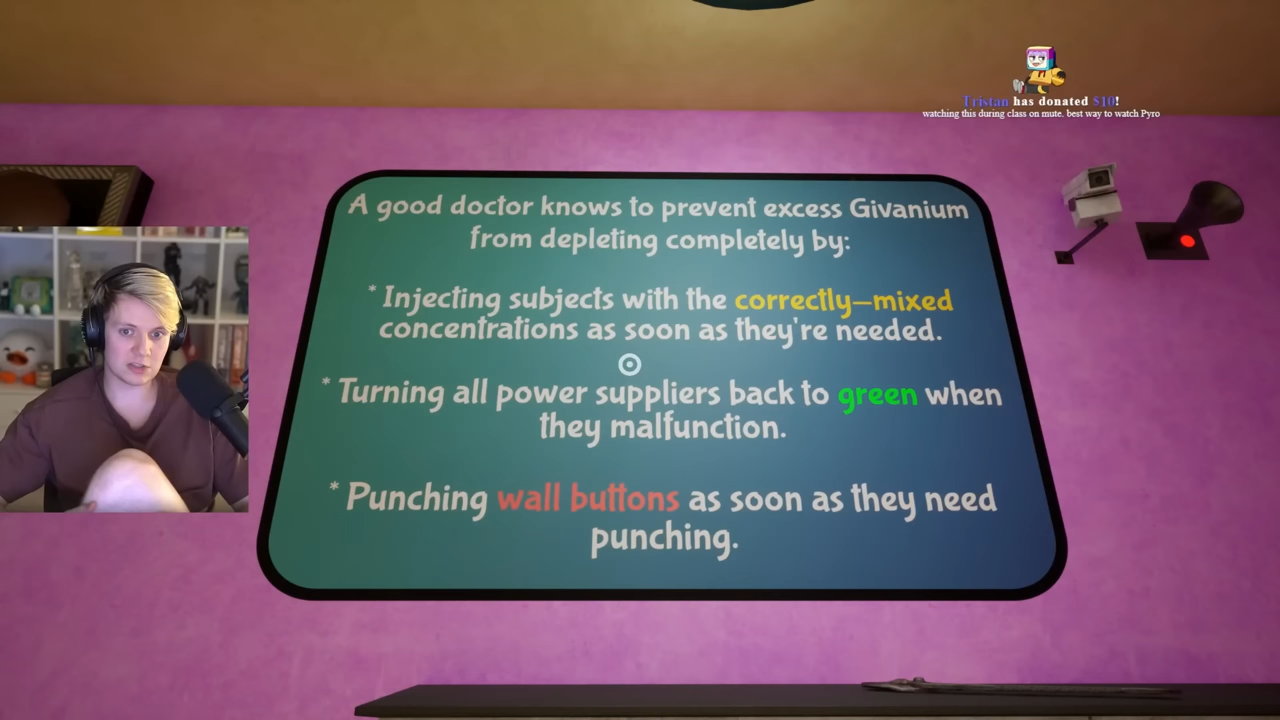 Tristan has donated $10!
watching this during class on mute. best way to watch Pyro
A good doctor knows to prevent excess Givanium
from depleting completely by:
* Injecting subjects with the correctly–mixed
concentrations as soon as they're needed.
* Turning all power suppliers back to green when
they malfunction.
* Punching wall buttons as soon as they need
punching.